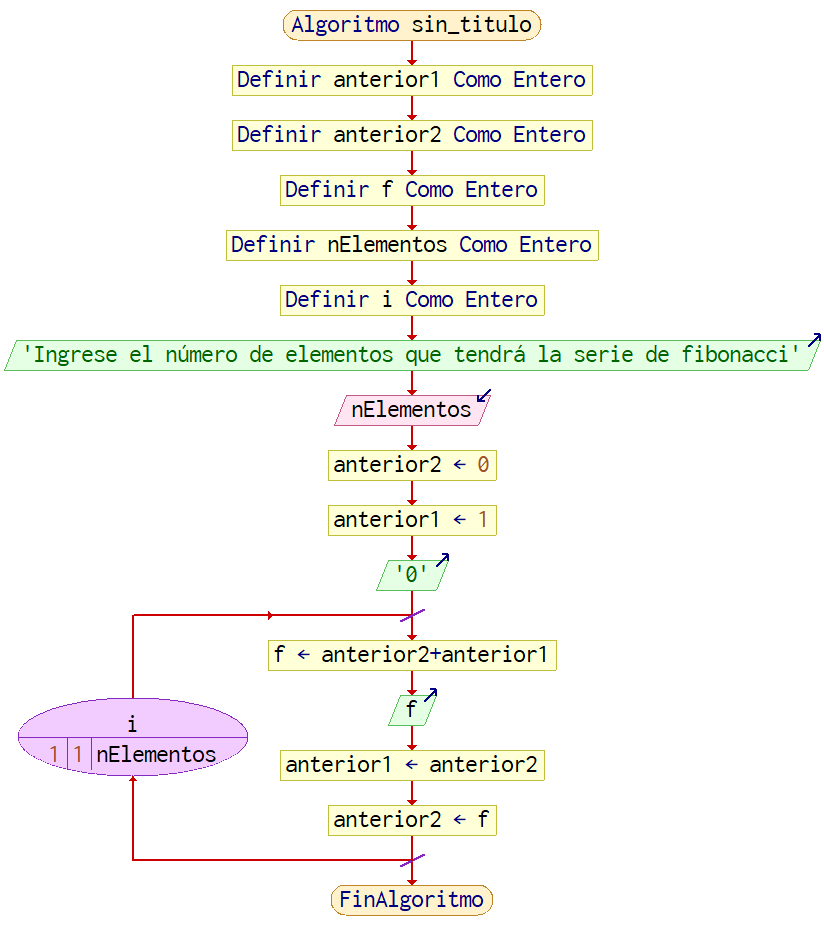 Algoritmo sin_titulo
Definir anterior1 Como Entero
Definir anterior2 Como Entero
Definir f Como Entero
Definir nElementos Como Entero
Definir i Como Entero
'Ingrese el número de elementos que tendrá la serie de fibonacci'
nElementos
anterior2 ← 0
anterior1 ← 1
'0'
f ← anterior2+anterior1
f
i
1 1 nElementos
anterior1 ← anterior2
anterior2 ← f
FinAlgoritmo